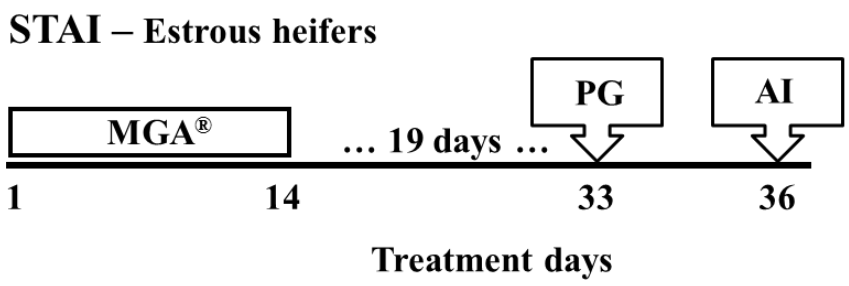 STAI – Estrous heifers
PG AI
MGA®
... 19 days ...
1 14 33 36
Treatment days